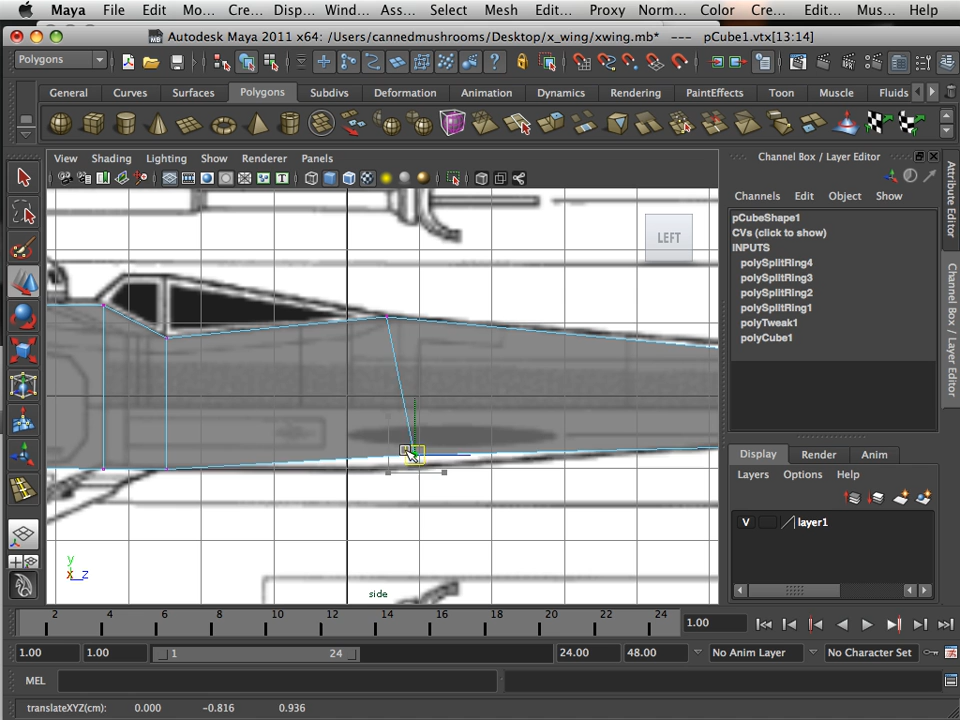 Maya File Edit Mo... Cre... Disp... Win... Ass... Select Mesh Edit... Proxy Norm... Color Cre... Edit... Mus... Help
Autodesk Maya 2011 x64: /Users/cannedmushrooms/Desktop/x_wing/xwing.mb* --- pCube1.vtx[13:14]
Polygons
General Curves Surfaces Polygons Subdivs Deformation Animation Dynamics Rendering PaintEffects Toon Muscle Fluids
View Shading Lighting Show Renderer Panels
LEFT
y
x z
side
Channel Box / Layer Editor
Channels Edit Object Show
pCubeShape1
CVs (click to show)
INPUTS
polySplitRing4
polySplitRing3
polySplitRing2
polySplitRing1
polyTweak1
polyCube1
Attribute Editor
Channel Box / Layer Editor
Display Render Anim
Layers Options Help
V layer1
2 4 6 8 10 12 14 16 18 20 22 24
1.00
1.00 1.00 1 24 24.00 48.00 No Anim Layer No Character Set
MEL
translateXYZ(cm): 0.000 -0.816 0.936